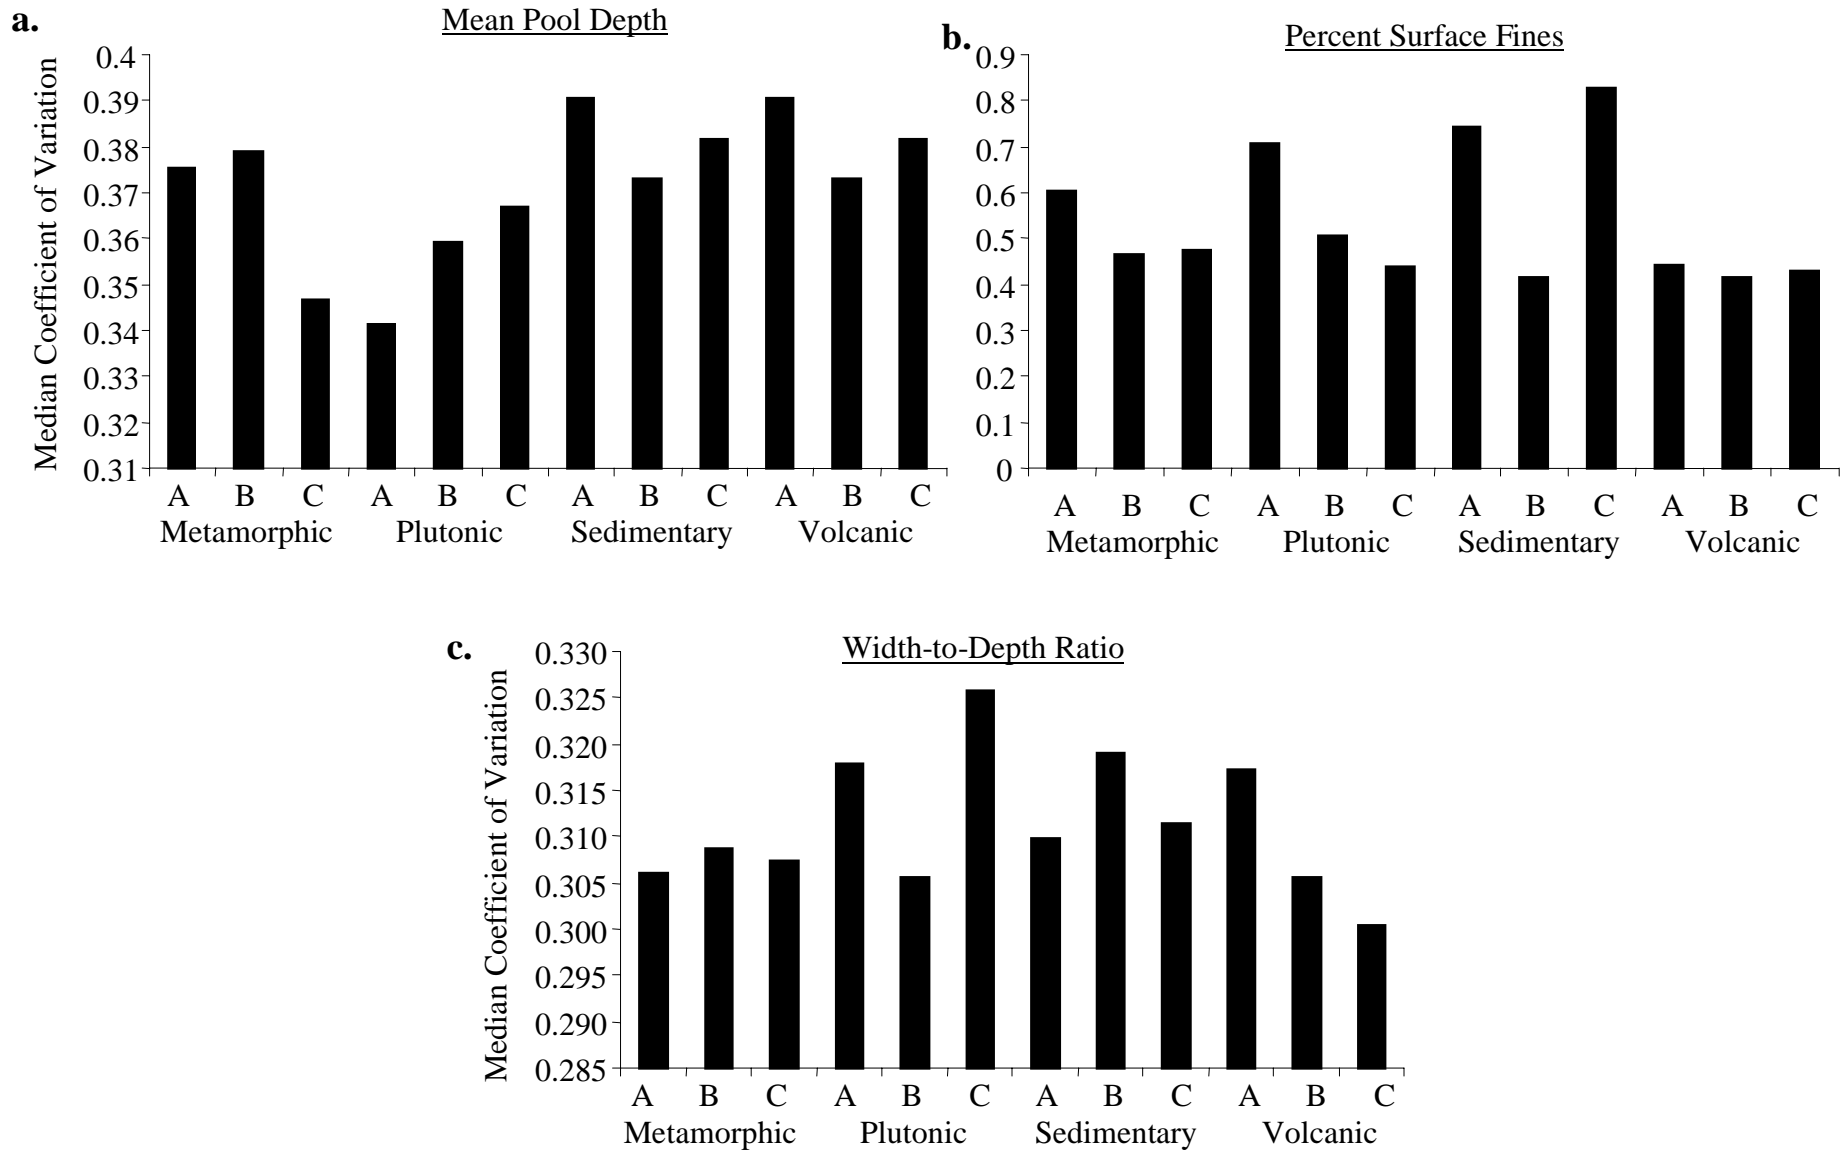 a.
Mean Pool Depth
Median Coefficient of Variation
0.4
0.39
0.38
0.37
0.36
0.35
0.34
0.33
0.32
0.31
A B C A B C A B C A B C
Metamorphic Plutonic Sedimentary Volcanic
b.
Percent Surface Fines
0.9
0.8
0.7
0.6
0.5
0.4
0.3
0.2
0.1
0
A B C A B C A B C A B C
Metamorphic Plutonic Sedimentary Volcanic
c.
Width-to-Depth Ratio
Median Coefficient of Variation
0.330
0.325
0.320
0.315
0.310
0.305
0.300
0.295
0.290
0.285
A B C A B C A B C A B C
Metamorphic Plutonic Sedimentary Volcanic